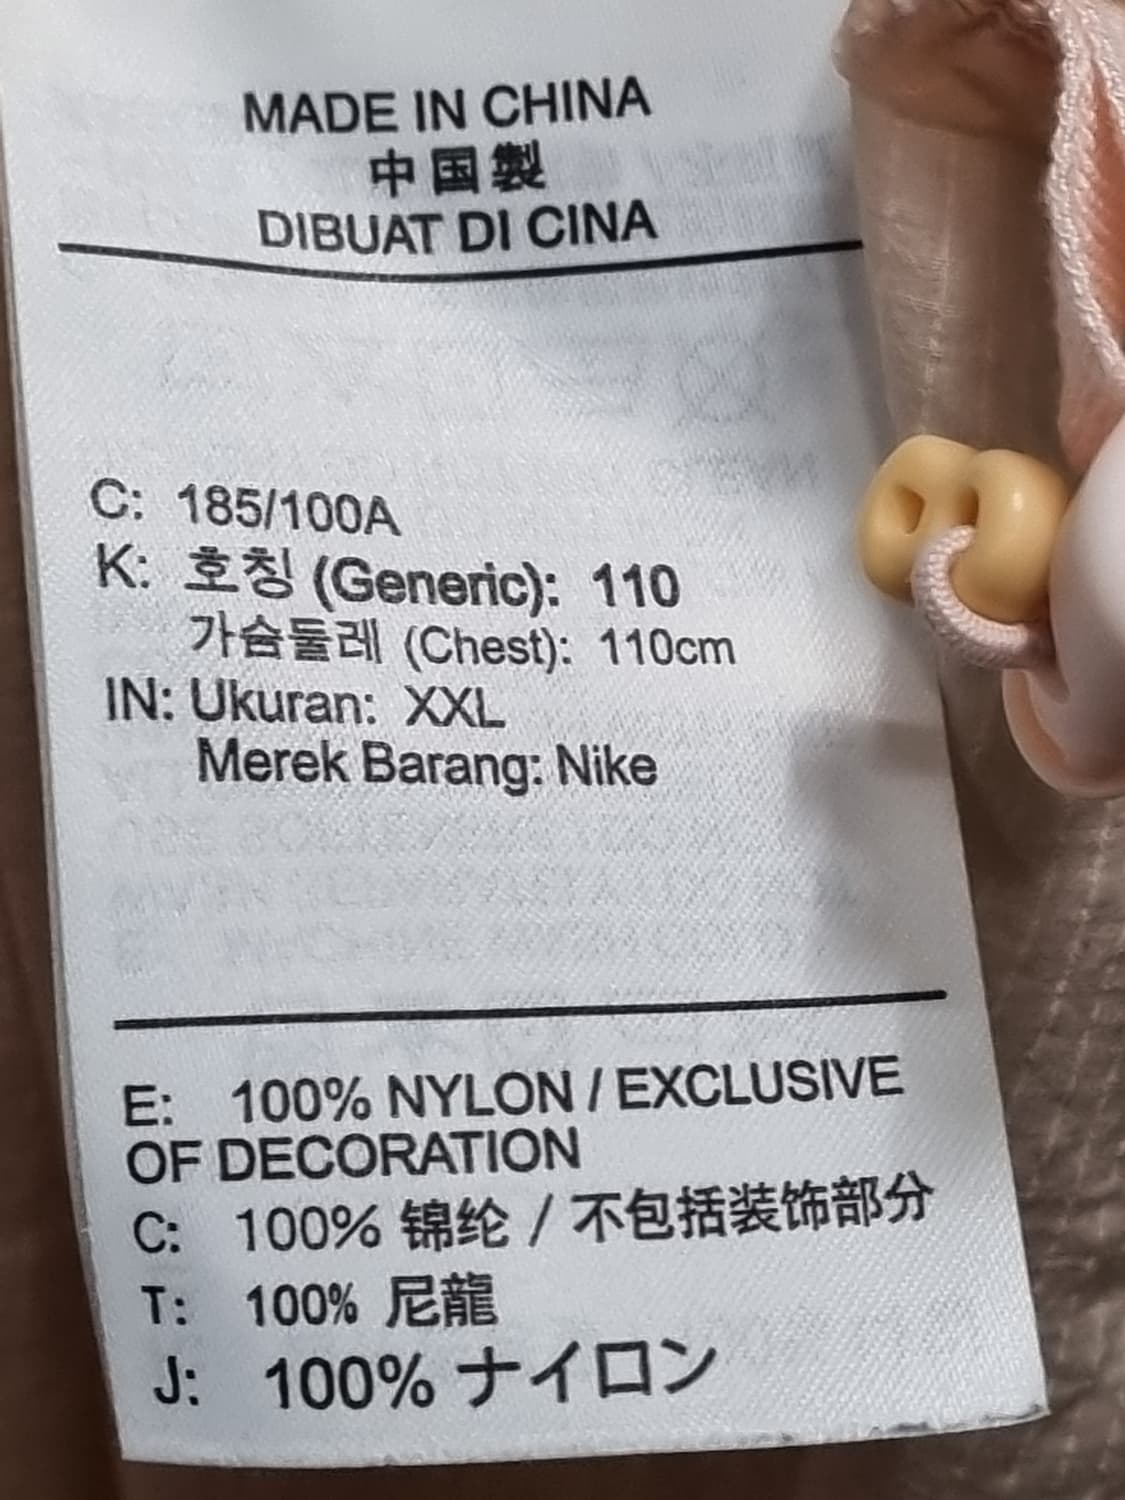 MADE IN CHINA
中国製
DIBUAT DI CINA
C: 185/100A
K: 호칭 (Generic): 110
가슴둘레 (Chest): 110cm
IN: Ukuran: XXL
Merek Barang: Nike
E: 100% NYLON / EXCLUSIVE
OF DECORATION
C: 100% 锦纶 / 不包括装饰部分
T: 100% 尼龍
J: 100% ナイロン